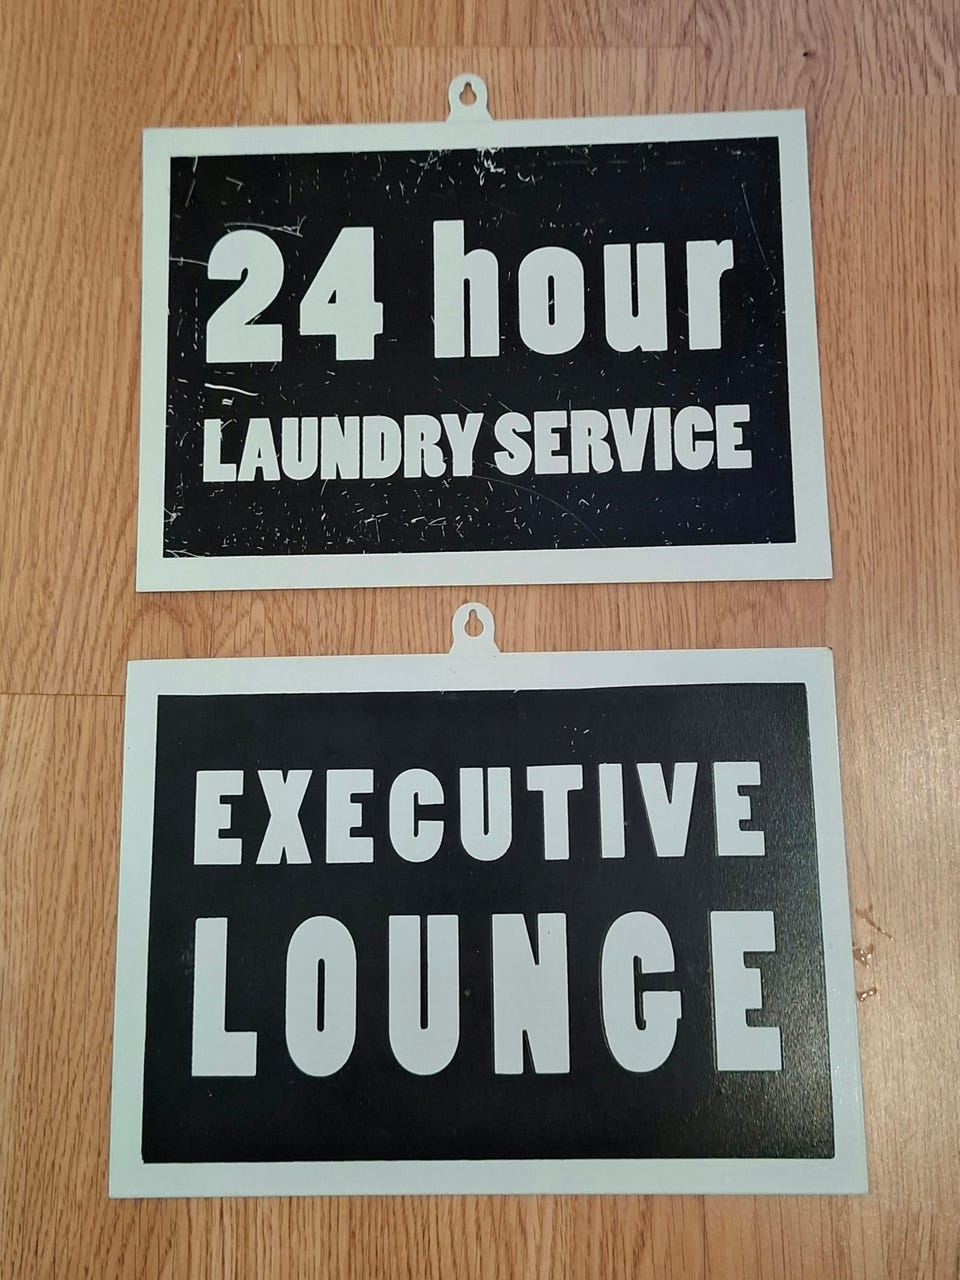 24 hour
LAUNDRY SERVICE
EXECUTIVE
LOUNGE